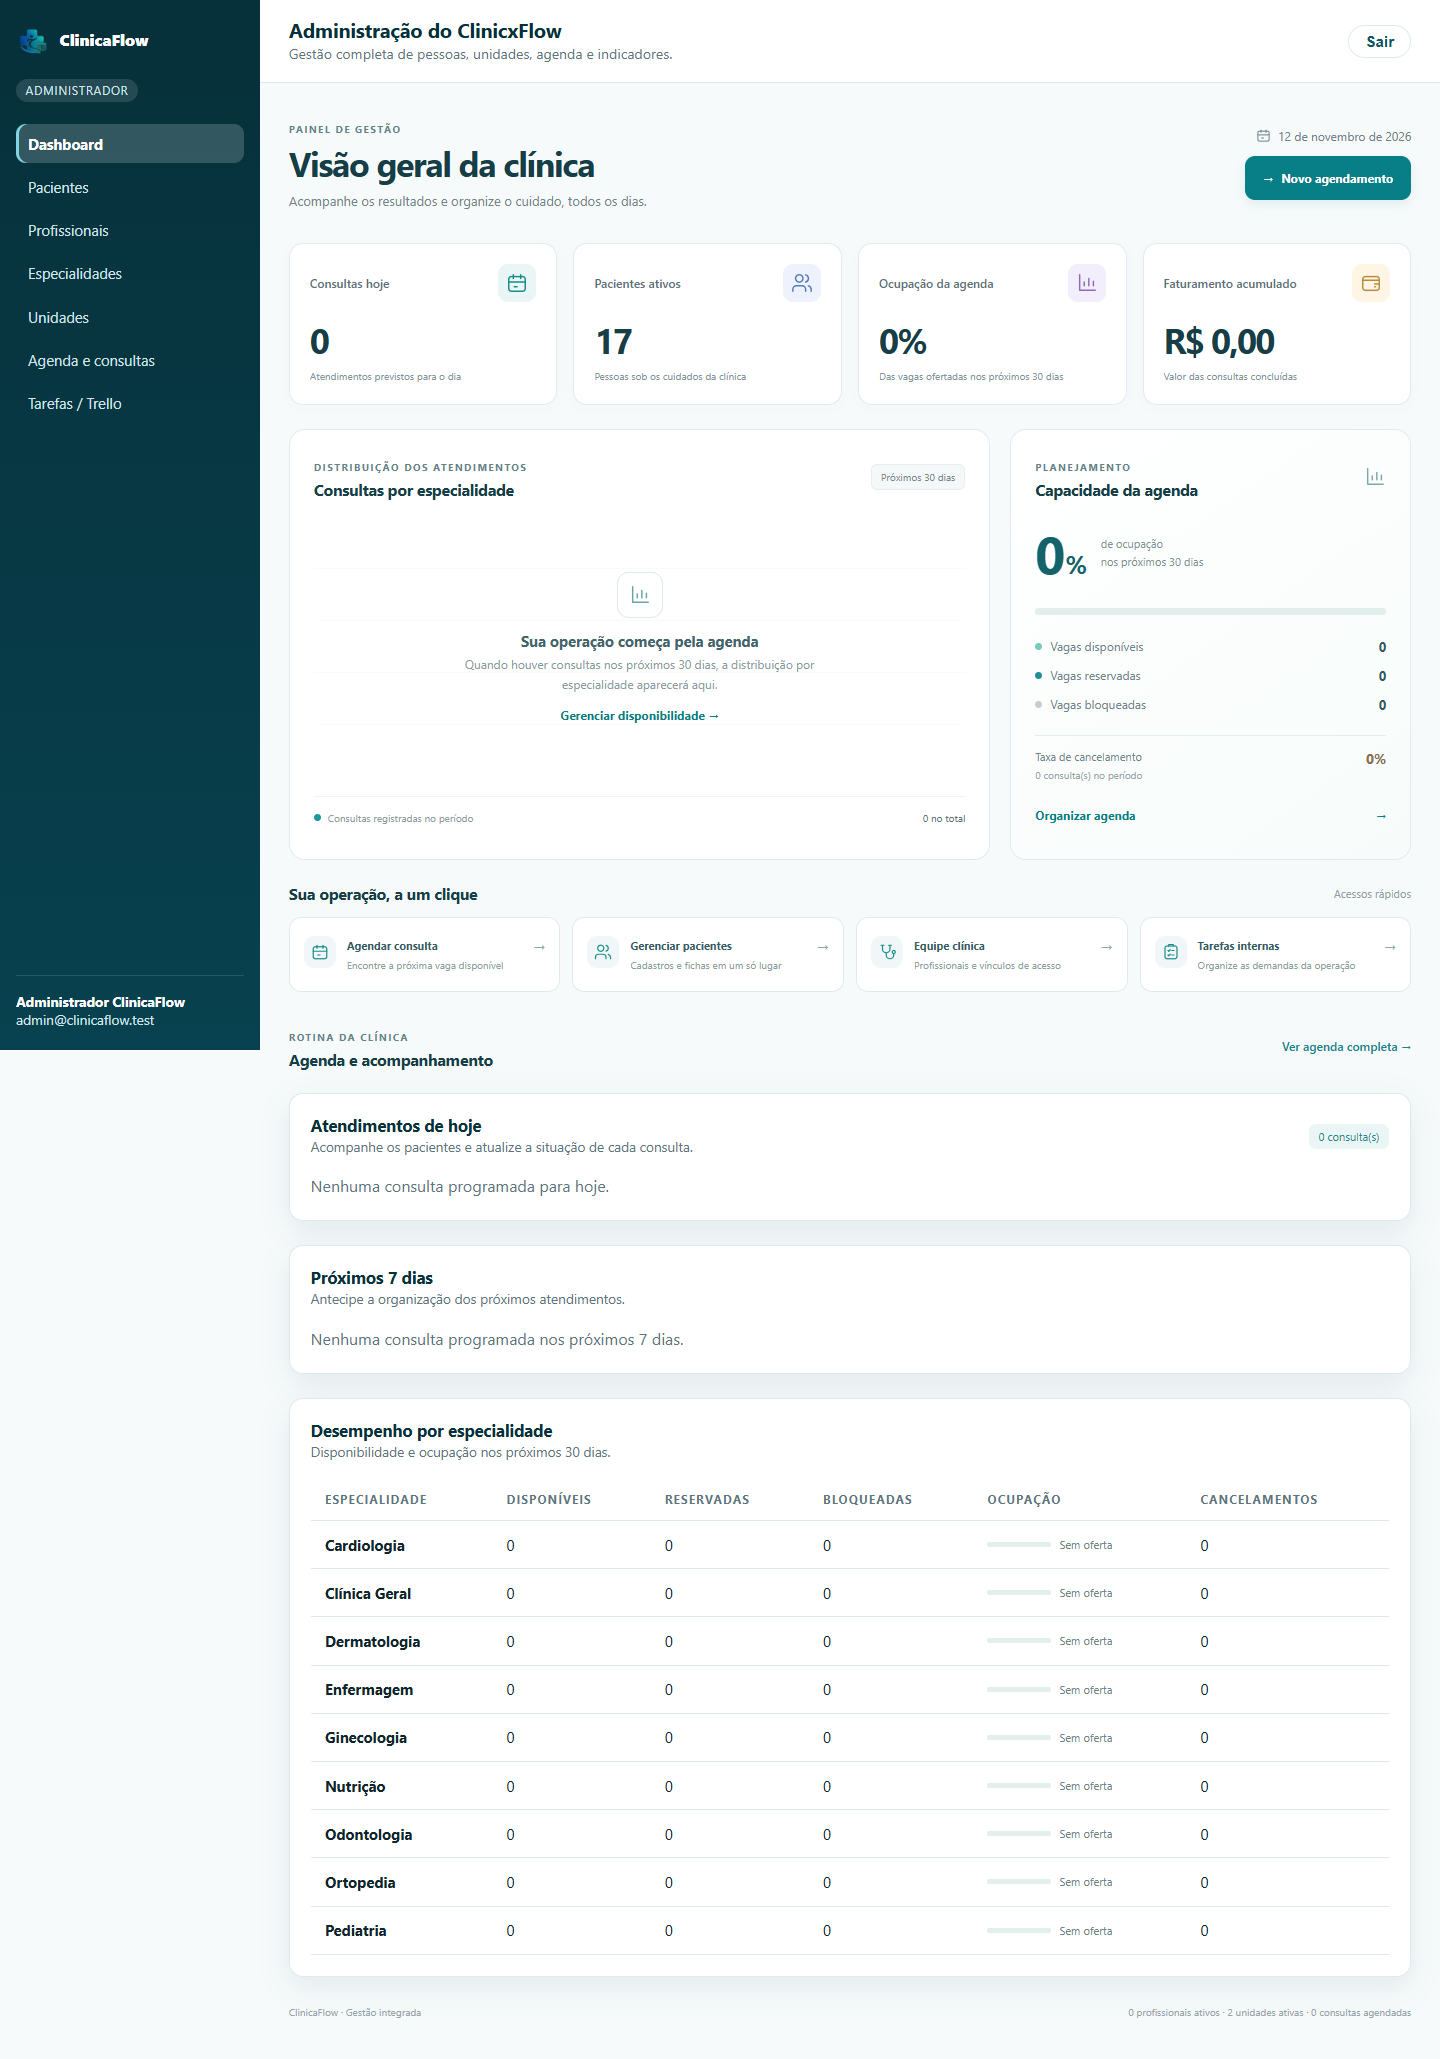 ClinicaFlow
ADMINISTRADOR
Dashboard
Pacientes
Profissionais
Especialidades
Unidades
Agenda e consultas
Tarefas / Trello
Administrador ClinicaFlow
admin@clinicaflow.test
Administração do ClinicxFlow
Gestão completa de pessoas, unidades, agenda e indicadores.
Sair
PAINEL DE GESTÃO
Visão geral da clínica
Acompanhe os resultados e organize o cuidado, todos os dias.
12 de novembro de 2026
→ Novo agendamento
Consultas hoje
0
Atendimentos previstos para o dia
Pacientes ativos
17
Pessoas sob os cuidados da clínica
Ocupação da agenda
0%
Das vagas ofertadas nos próximos 30 dias
Faturamento acumulado
R$ 0,00
Valor das consultas concluídas
DISTRIBUIÇÃO DOS ATENDIMENTOS
Consultas por especialidade
Próximos 30 dias
Sua operação começa pela agenda
Quando houver consultas nos próximos 30 dias, a distribuição por
especialidade aparecerá aqui.
Gerenciar disponibilidade →
Consultas registradas no período
0 no total
PLANEJAMENTO
Capacidade da agenda
0%
de ocupação
nos próximos 30 dias
Vagas disponíveis 0
Vagas reservadas 0
Vagas bloqueadas 0
Taxa de cancelamento 0%
0 consulta(s) no período
Organizar agenda →
Sua operação, a um clique
Acessos rápidos
Agendar consulta →
Encontre a próxima vaga disponível
Gerenciar pacientes →
Cadastros e fichas em um só lugar
Equipe clínica →
Profissionais e vínculos de acesso
Tarefas internas →
Organize as demandas da operação
ROTINA DA CLÍNICA
Agenda e acompanhamento
Ver agenda completa →
Atendimentos de hoje
Acompanhe os pacientes e atualize a situação de cada consulta.
0 consulta(s)
Nenhuma consulta programada para hoje.
Próximos 7 dias
Antecipe a organização dos próximos atendimentos.
Nenhuma consulta programada nos próximos 7 dias.
Desempenho por especialidade
Disponibilidade e ocupação nos próximos 30 dias.
ESPECIALIDADE DISPONÍVEIS RESERVADAS BLOQUEADAS OCUPAÇÃO CANCELAMENTOS
Cardiologia 0 0 0 Sem oferta 0
Clínica Geral 0 0 0 Sem oferta 0
Dermatologia 0 0 0 Sem oferta 0
Enfermagem 0 0 0 Sem oferta 0
Ginecologia 0 0 0 Sem oferta 0
Nutrição 0 0 0 Sem oferta 0
Odontologia 0 0 0 Sem oferta 0
Ortopedia 0 0 0 Sem oferta 0
Pediatria 0 0 0 Sem oferta 0
ClinicaFlow · Gestão integrada
0 profissionais ativos · 2 unidades ativas · 0 consultas agendadas